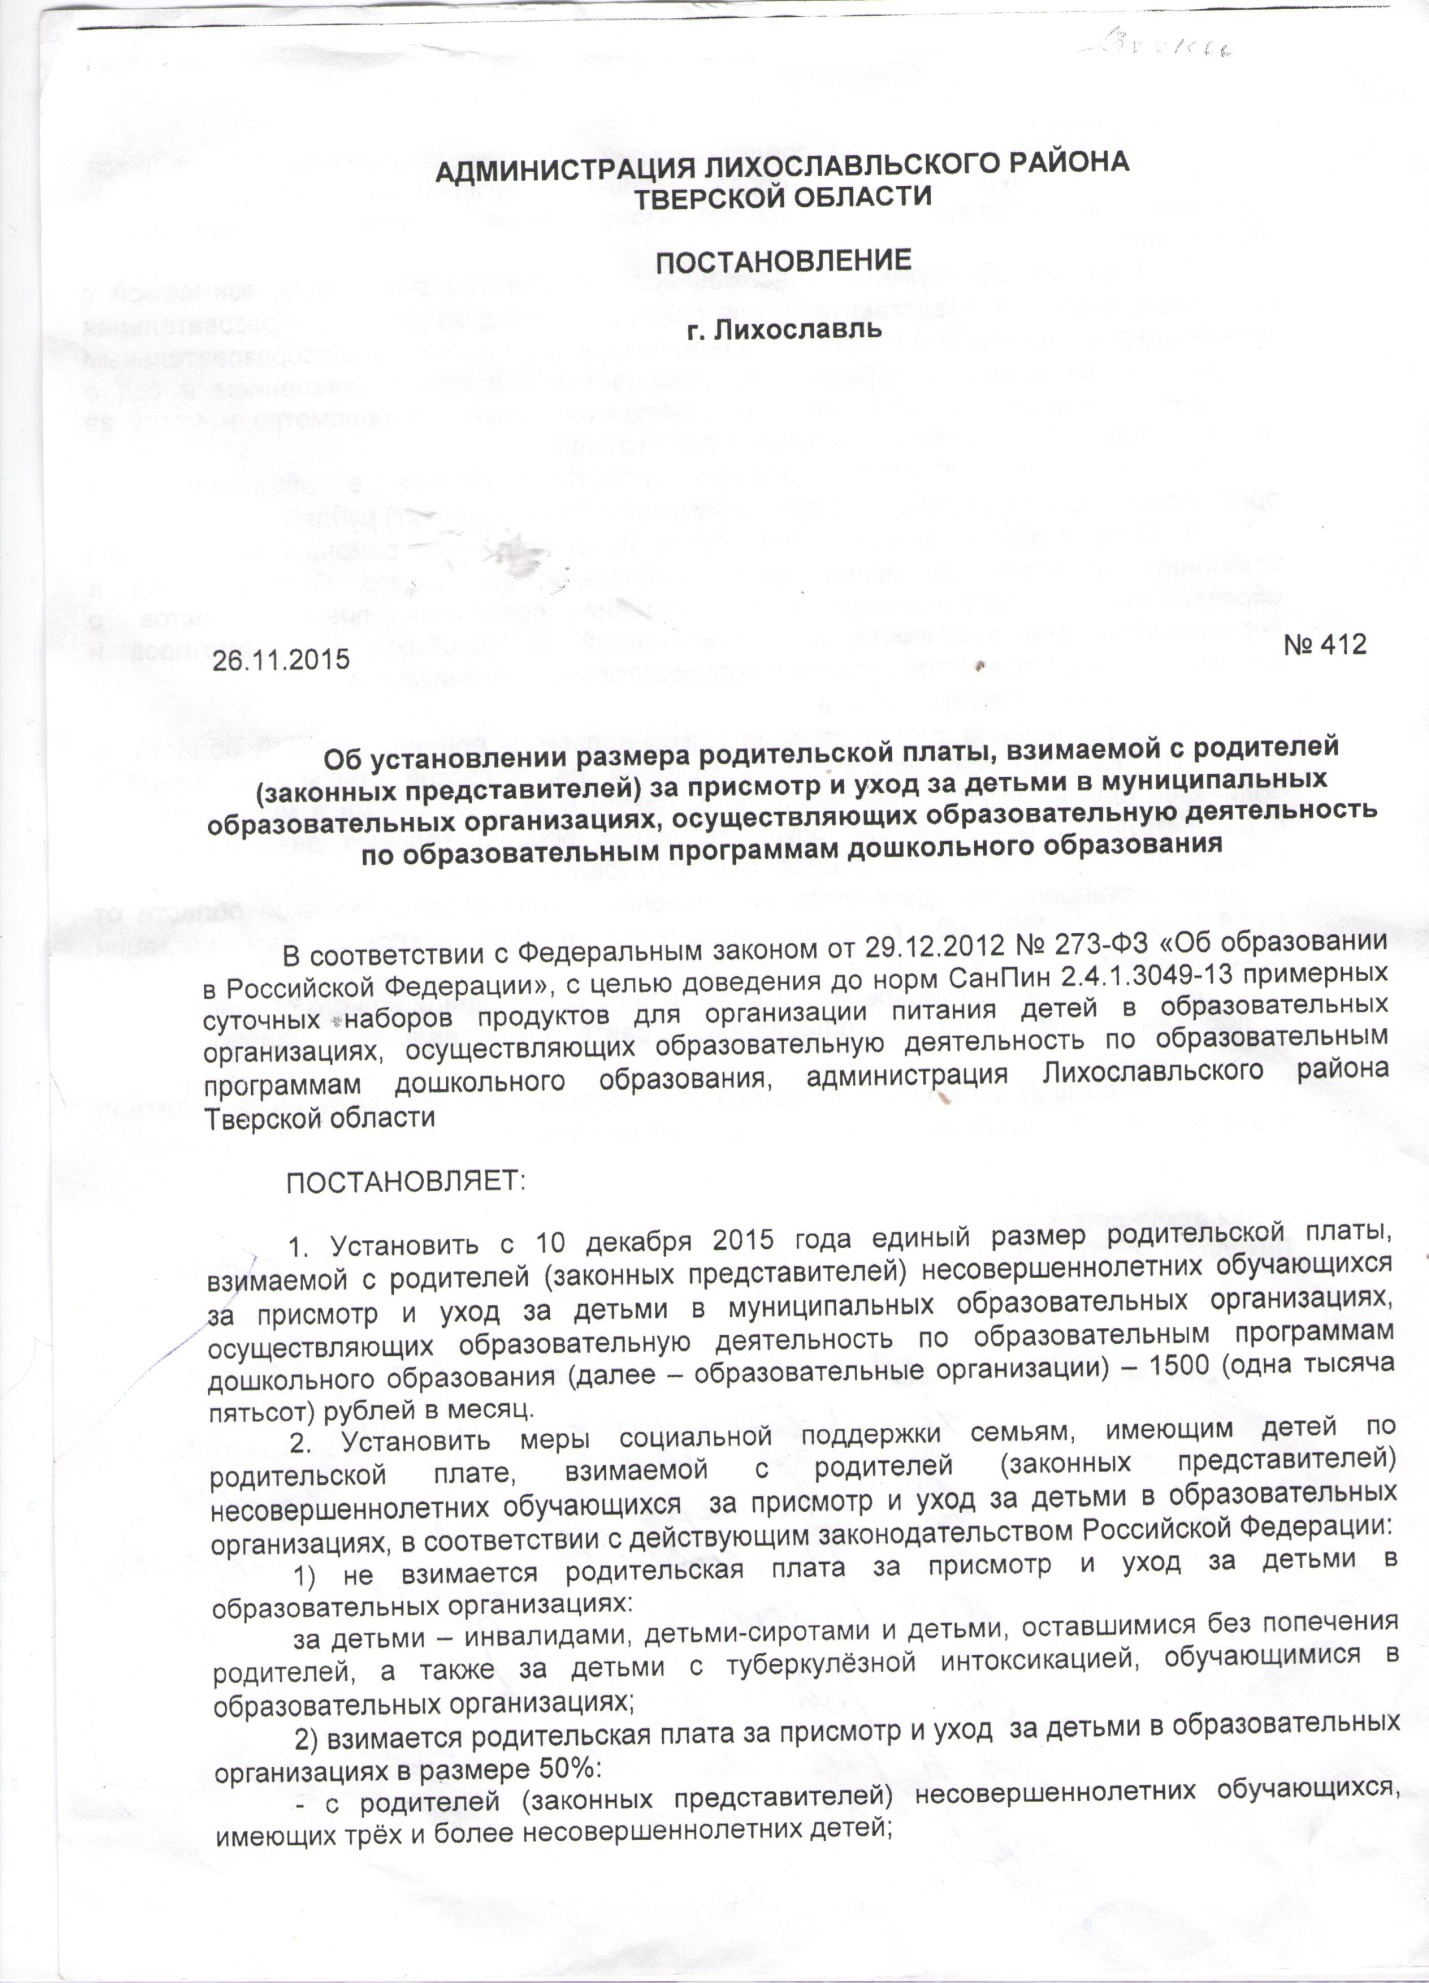 АДМИНИСТРАЦИЯ ЛИХОСЛАВЛЬСКОГО РАЙОНА
ТВЕРСКОЙ ОБЛАСТИ
ПОСТАНОВЛЕНИЕ
г. Лихославль
26.11.2015 № 412
Об установлении размера родительской платы, взимаемой с родителей
(законных представителей) за присмотр и уход за детьми в муниципальных
образовательных организациях, осуществляющих образовательную деятельность
по образовательным программам дошкольного образования
В соответствии с Федеральным законом от 29.12.2012 № 273-ФЗ «Об образовании
в Российской Федерации», с целью доведения до норм СанПин 2.4.1.3049-13 примерных
суточных наборов продуктов для организации питания детей в образовательных
организациях, осуществляющих образовательную деятельность по образовательным
программам дошкольного образования, администрация Лихославльского района
Тверской области
ПОСТАНОВЛЯЕТ:
1. Установить с 10 декабря 2015 года единый размер родительской платы,
взимаемой с родителей (законных представителей) несовершеннолетних обучающихся
за присмотр и уход за детьми в муниципальных образовательных организациях,
осуществляющих образовательную деятельность по образовательным программам
дошкольного образования (далее – образовательные организации) – 1500 (одна тысяча
пятьсот) рублей в месяц.
2. Установить меры социальной поддержки семьям, имеющим детей по
родительской плате, взимаемой с родителей (законных представителей)
несовершеннолетних обучающихся за присмотр и уход за детьми в образовательных
организациях, в соответствии с действующим законодательством Российской Федерации:
1) не взимается родительская плата за присмотр и уход за детьми в
образовательных организациях:
за детьми – инвалидами, детьми-сиротами и детьми, оставшимися без попечения
родителей, а также за детьми с туберкулёзной интоксикацией, обучающимися в
образовательных организациях;
2) взимается родительская плата за присмотр и уход за детьми в образовательных
организациях в размере 50%:
- с родителей (законных представителей) несовершеннолетних обучающихся,
имеющих трёх и более несовершеннолетних детей;